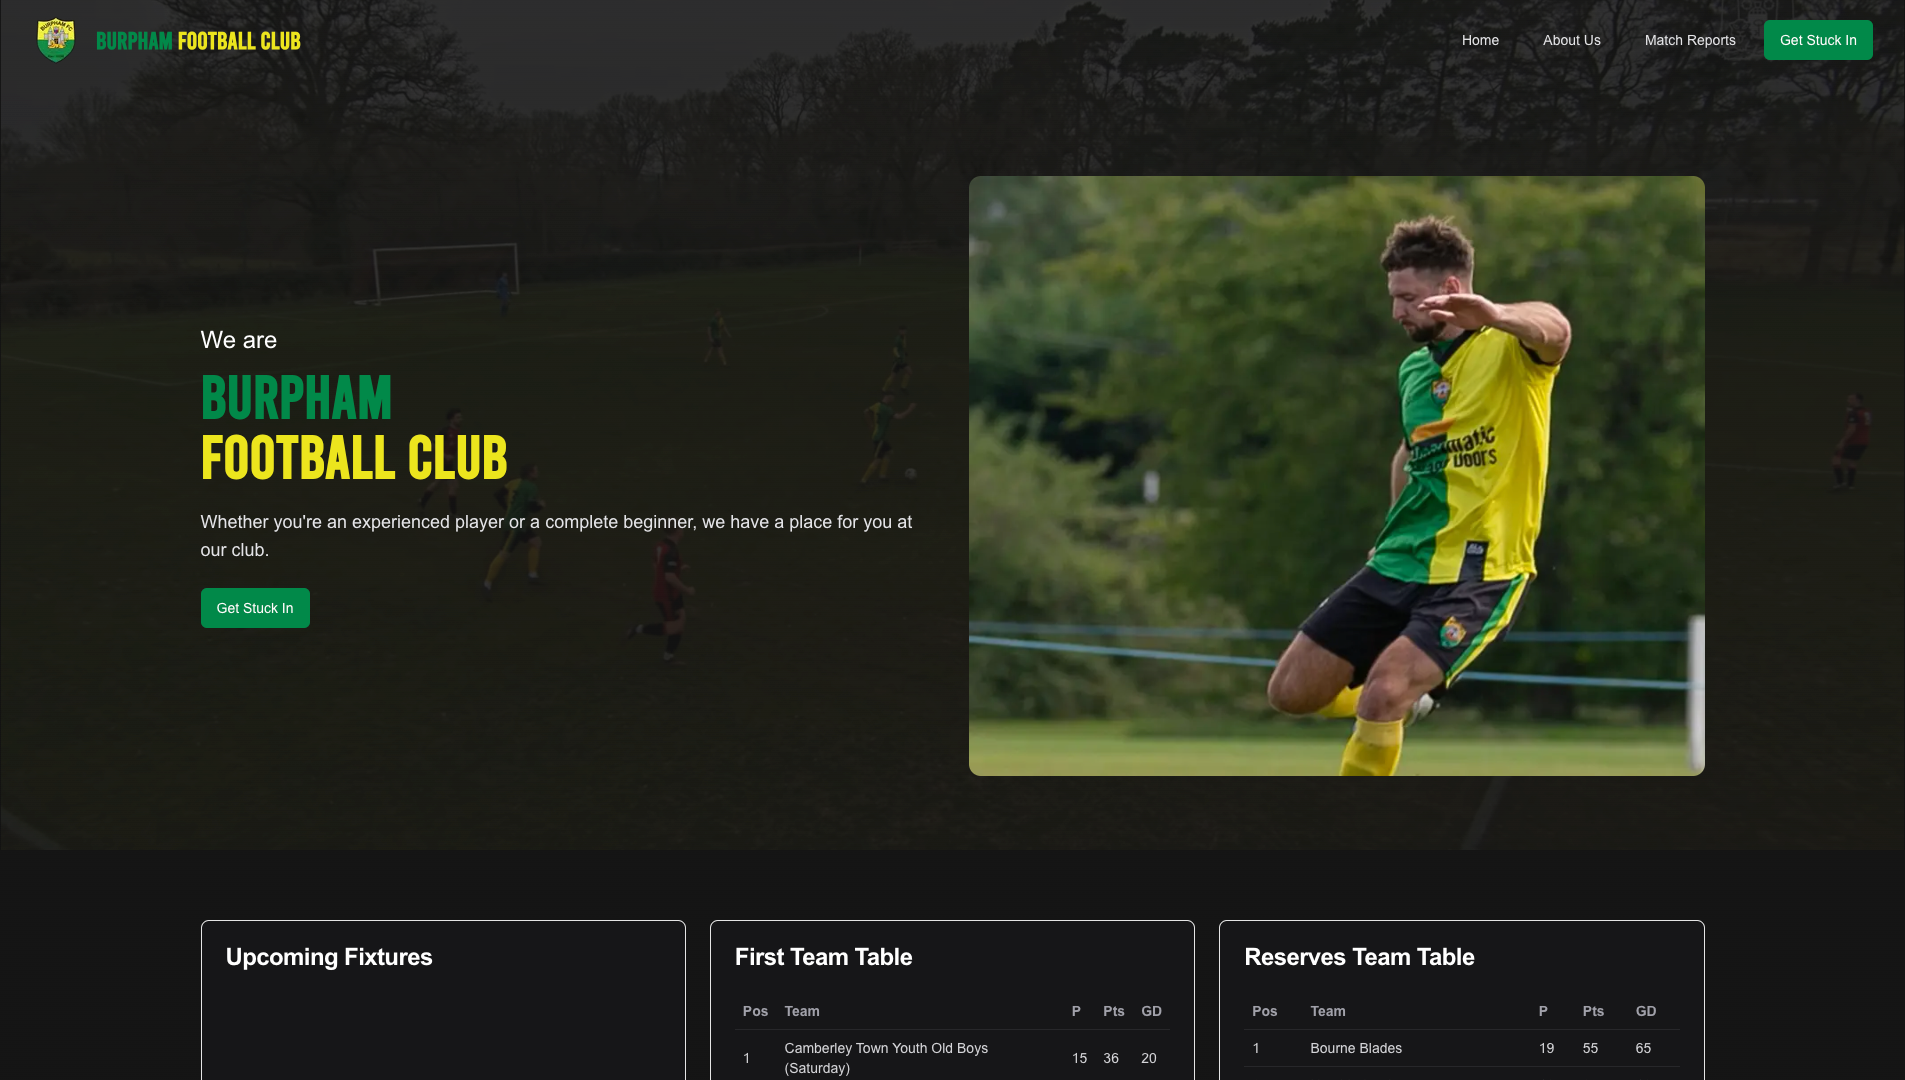 BURPHAM FC
BURPHAM FOOTBALL CLUB
Home
About Us
Match Reports
Get Stuck In
We are
BURPHAM
FOOTBALL CLUB
Whether you're an experienced player or a complete beginner, we have a place for you at
our club.
Get Stuck In
Doors
Upcoming Fixtures
First Team Table
Pos Team P Pts GD
1 Camberley Town Youth Old Boys
(Saturday) 15 36 20
Reserves Team Table
Pos Team P Pts GD
1 Bourne Blades 19 55 65